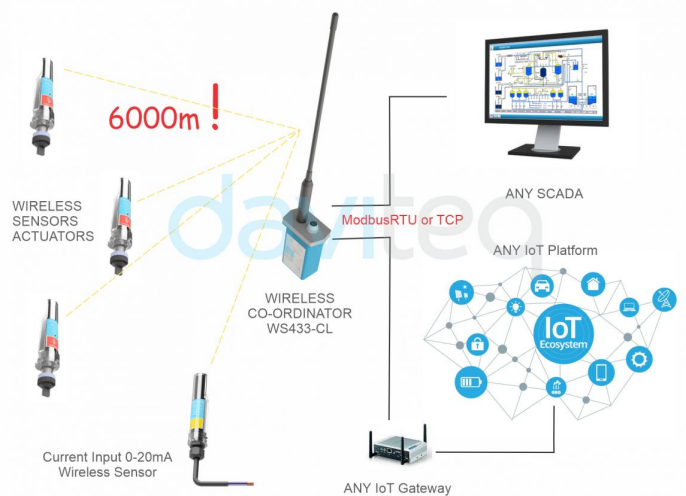 6000m !
WIRELESS
SENSORS
ACTUATORS
daviteq
ModbusRTU or TCP
ANY SCADA
ANY IoT Platform
WIRELESS
CO-ORDINATOR
WS433-CL
IoT
Ecosystem
Current Input 0-20mA
Wireless Sensor
ANY IoT Gateway